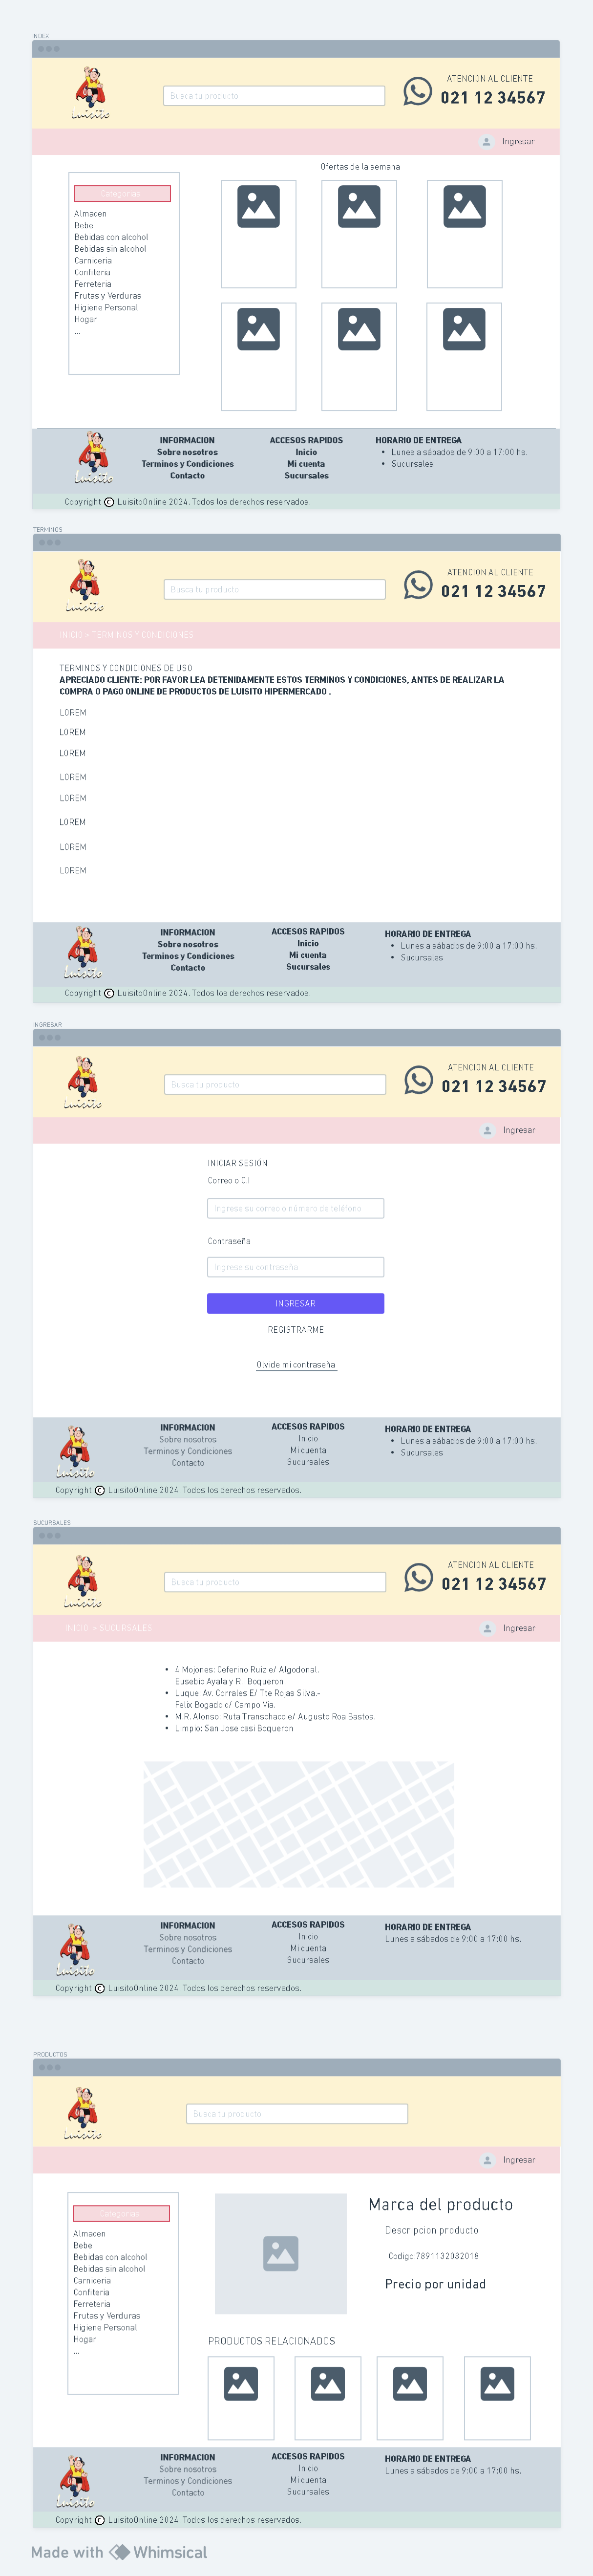 INDEX
Luisito
Busca tu producto
ATENCION AL CLIENTE
021 12 34567
Ingresar
Ofertas de la semana
Categorias
Almacen
Bebe
Bebidas con alcohol
Bebidas sin alcohol
Carniceria
Confiteria
Ferreteria
Frutas y Verduras
Higiene Personal
Hogar
...
Luisito
INFORMACION
Sobre nosotros
Terminos y Condiciones
Contacto
ACCESOS RAPIDOS
Inicio
Mi cuenta
Sucursales
HORARIO DE ENTREGA
• Lunes a sábados de 9:00 a 17:00 hs.
• Sucursales
Copyright © LuisitoOnline 2024. Todos los derechos reservados.
TERMINOS
Luisito
Busca tu producto
ATENCION AL CLIENTE
021 12 34567
INICIO > TERMINOS Y CONDICIONES
TERMINOS Y CONDICIONES DE USO
APRECIADO CLIENTE: POR FAVOR LEA DETENIDAMENTE ESTOS TERMINOS Y CONDICIONES, ANTES DE REALIZAR LA
COMPRA O PAGO ONLINE DE PRODUCTOS DE LUISITO HIPERMERCADO .
LOREM
LOREM
LOREM
LOREM
LOREM
LOREM
LOREM
LOREM
Luisito
INFORMACION
Sobre nosotros
Terminos y Condiciones
Contacto
ACCESOS RAPIDOS
Inicio
Mi cuenta
Sucursales
HORARIO DE ENTREGA
• Lunes a sábados de 9:00 a 17:00 hs.
• Sucursales
Copyright © LuisitoOnline 2024. Todos los derechos reservados.
INGRESAR
Luisito
Busca tu producto
ATENCION AL CLIENTE
021 12 34567
Ingresar
INICIAR SESIÓN
Correo o C.I
Ingrese su correo o número de teléfono
Contraseña
Ingrese su contraseña
INGRESAR
REGISTRARME
Olvide mi contraseña
Luisito
INFORMACION
Sobre nosotros
Terminos y Condiciones
Contacto
ACCESOS RAPIDOS
Inicio
Mi cuenta
Sucursales
HORARIO DE ENTREGA
• Lunes a sábados de 9:00 a 17:00 hs.
• Sucursales
Copyright © LuisitoOnline 2024. Todos los derechos reservados.
SUCURSALES
Luisito
Busca tu producto
ATENCION AL CLIENTE
021 12 34567
INICIO > SUCURSALES
Ingresar
• 4 Mojones: Ceferino Ruiz e/ Algodonal.
Eusebio Ayala y R.I Boqueron.
• Luque: Av. Corrales E/ Tte Rojas Silva.-
Felix Bogado c/ Campo Via.
• M.R. Alonso: Ruta Transchaco e/ Augusto Roa Bastos.
• Limpio: San Jose casi Boqueron
Luisito
INFORMACION
Sobre nosotros
Terminos y Condiciones
Contacto
ACCESOS RAPIDOS
Inicio
Mi cuenta
Sucursales
HORARIO DE ENTREGA
Lunes a sábados de 9:00 a 17:00 hs.
Copyright © LuisitoOnline 2024. Todos los derechos reservados.
PRODUCTOS
Luisito
Busca tu producto
Ingresar
Categorias
Almacen
Bebe
Bebidas con alcohol
Bebidas sin alcohol
Carniceria
Confiteria
Ferreteria
Frutas y Verduras
Higiene Personal
Hogar
...
Marca del producto
Descripcion producto
Codigo:7891132082018
Precio por unidad
PRODUCTOS RELACIONADOS
Luisito
INFORMACION
Sobre nosotros
Terminos y Condiciones
Contacto
ACCESOS RAPIDOS
Inicio
Mi cuenta
Sucursales
HORARIO DE ENTREGA
Lunes a sábados de 9:00 a 17:00 hs.
Copyright © LuisitoOnline 2024. Todos los derechos reservados.
Made with Whimsical